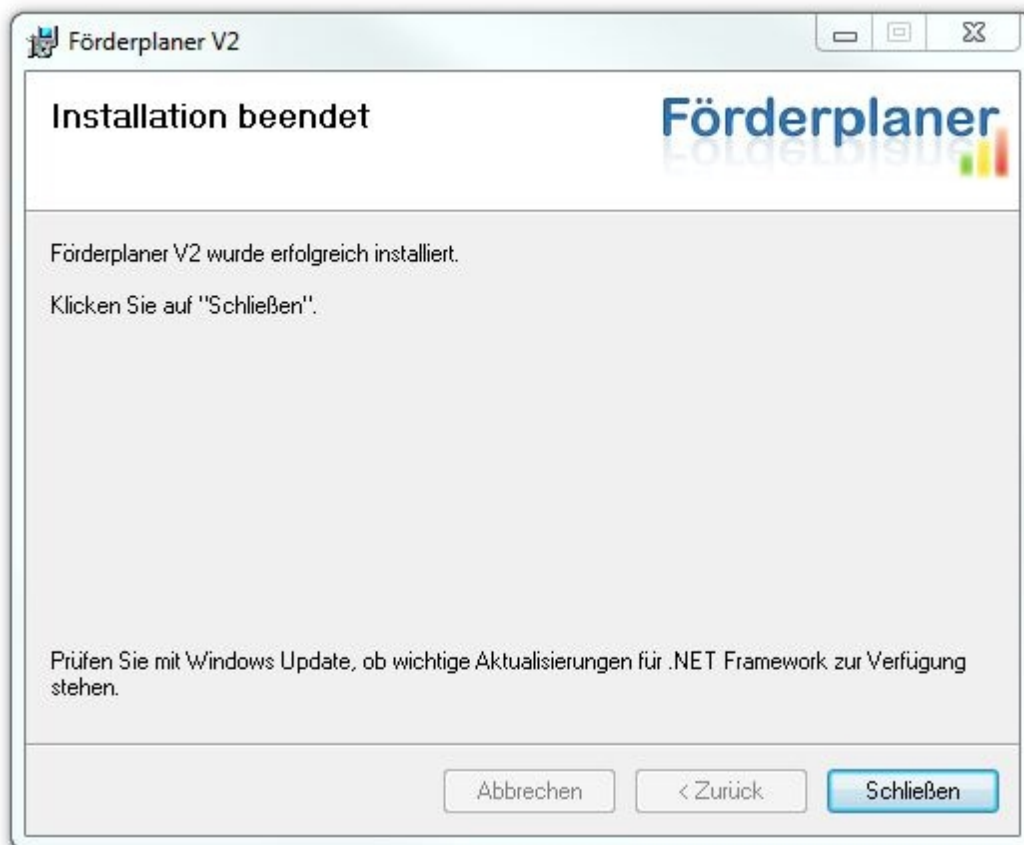 Förderplaner V2
Installation beendet
Förderplaner
Förderplaner V2 wurde erfolgreich installiert.
Klicken Sie auf "Schließen".
Prüfen Sie mit Windows Update, ob wichtige Aktualisierungen für .NET Framework zur Verfügung
stehen.
Abbrechen
< Zurück
Schließen